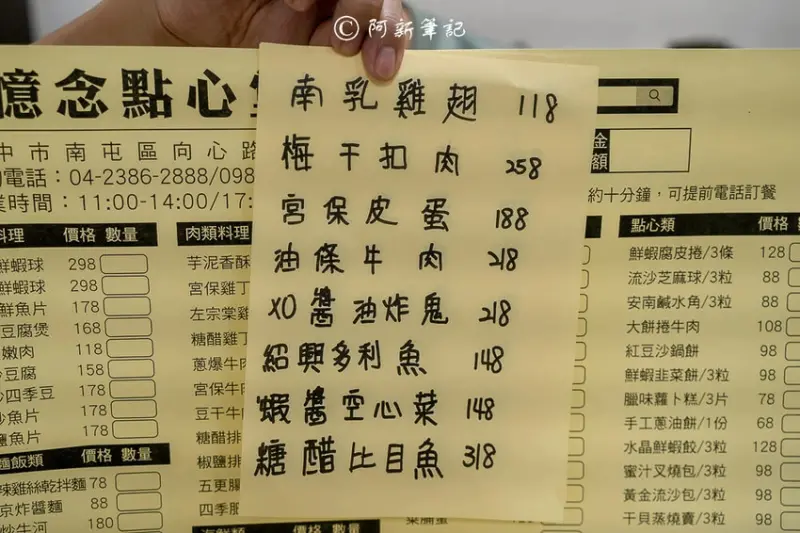 © 阿新筆記
憶念點心
中市南屯區向心路
電話：04-2386-2888/098
時間：11:00-14:00/17:
金額
約十分鐘，可提前電話訂餐
南乳雞翅 118
梅干扣肉 258
宮保皮蛋 188
油條牛肉 218
XO醬油炸鬼 218
紹興多利魚 148
蝦醬空心菜 148
糖醋比目魚 318
料理 價格 數量
鮮蝦球 298
鮮蝦球 298
鮮魚片 178
豆腐煲 168
嫩肉 118
豆腐 158
沙四季豆 178
魚片 178
魚片 178
麵飯類 價格 數量
辣雞絲乾拌麵 78
京炸醬麵 88
炒牛河 180
肉類料理
芋泥香酥
宮保雞丁
左宗棠雞
糖醋雞丁
蔥爆牛肉
宮保牛肉
豆干牛肉
糖醋排
椒鹽排
五更腸
四季肥
海鮮類 價格 數量
點心類 價格
鮮蝦腐皮捲/3條 128
流沙芝麻球/3粒 88
安南鹹水角/3粒 88
大餅捲牛肉 108
紅豆沙鍋餅 98
鮮蝦韭菜餅/3粒 98
臘味蘿蔔糕/3片 78
手工蔥油餅/1份 68
水晶鮮蝦餃/3粒 128
蜜汁叉燒包/3粒 98
黃金流沙包/3粒 98
干貝蒸燒賣/3粒 98